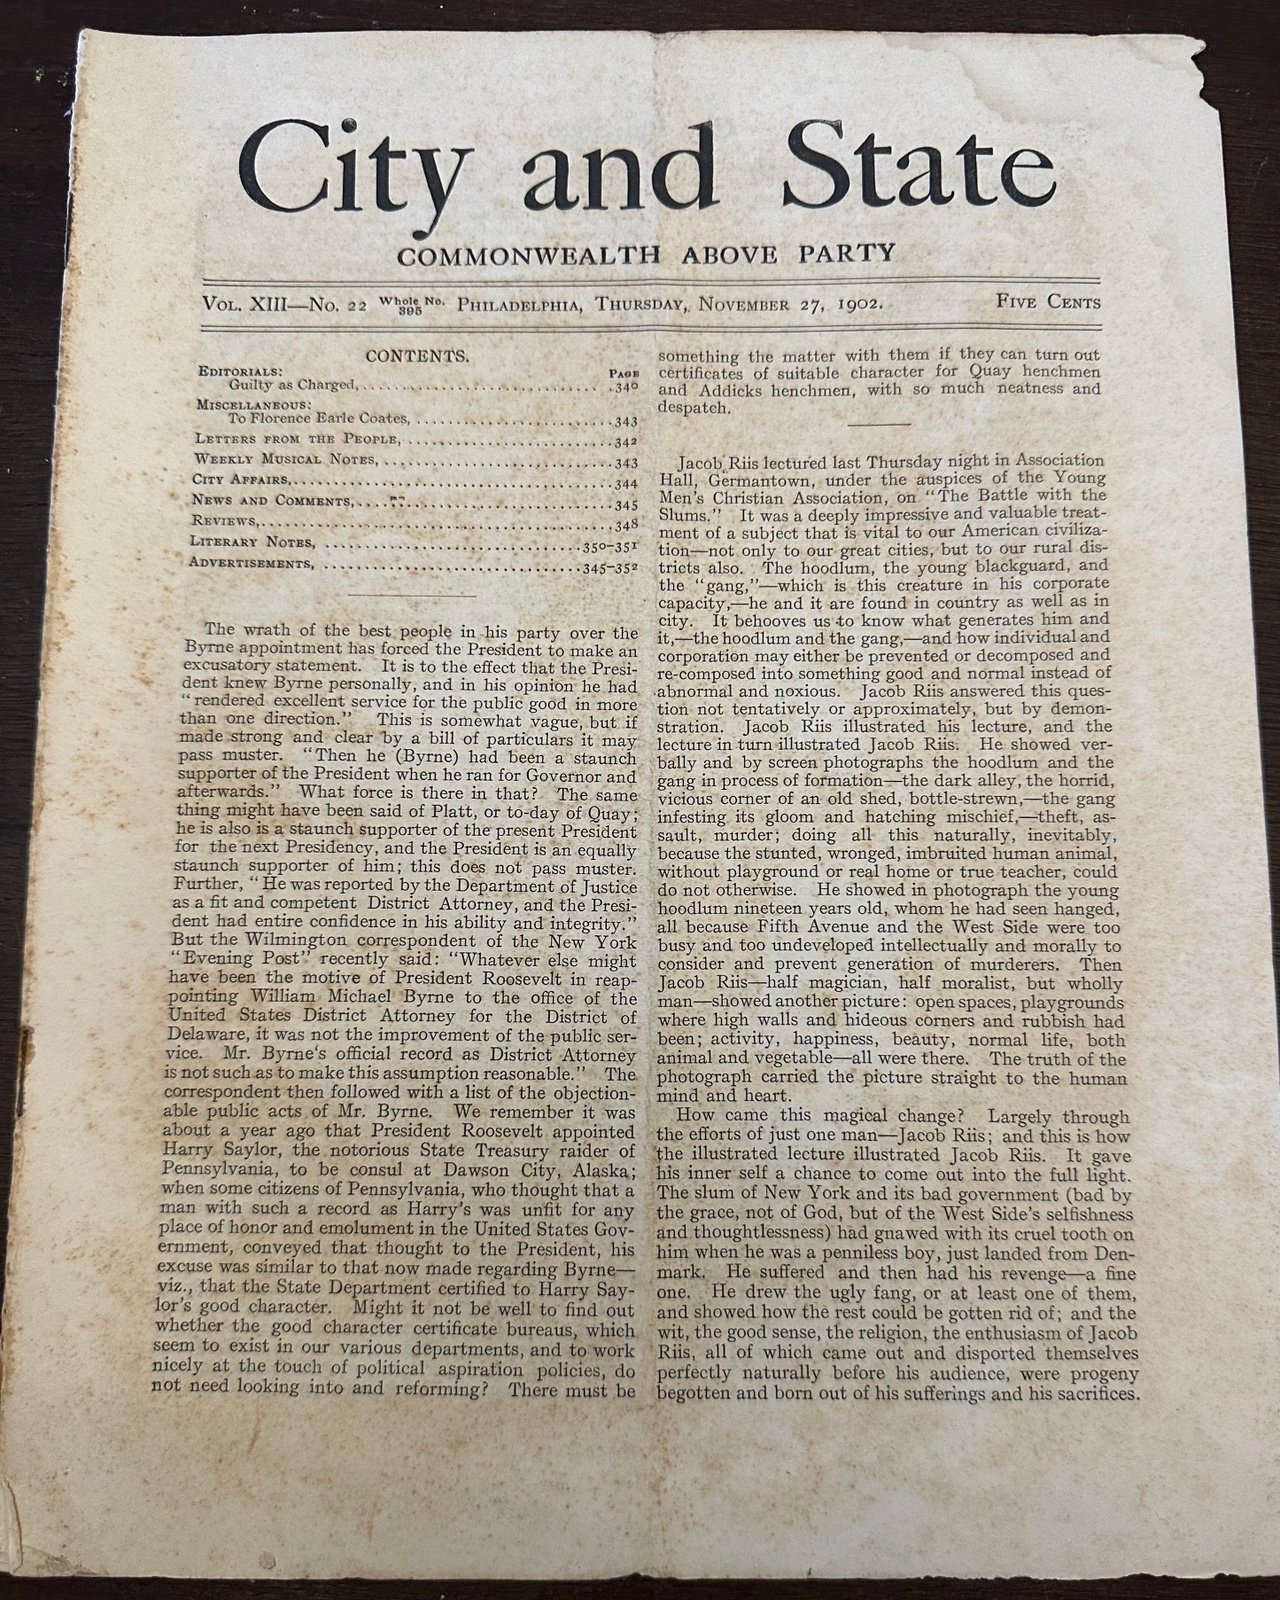 City and State
COMMONWEALTH ABOVE PARTY
VOL. XIII—No. 22 Whole No. 395 PHILADELPHIA, THURSDAY, NOVEMBER 27, 1902. FIVE CENTS
CONTENTS.
EDITORIALS: PAGE
Guilty as Charged, 340
MISCELLANEOUS:
To Florence Earle Coates, 343
LETTERS FROM THE PEOPLE, 342
WEEKLY MUSICAL NOTES, 343
CITY AFFAIRS, 344
NEWS AND COMMENTS, 345
REVIEWS, 348
LITERARY NOTES, 350-351
ADVERTISEMENTS, 345-352
The wrath of the best people in his party over the
Byrne appointment has forced the President to make an
excusatory statement. It is to the effect that the Presi-
dent knew Byrne personally, and in his opinion he had
"rendered excellent service for the public good in more
than one direction." This is somewhat vague, but if
made strong and clear by a bill of particulars it may
pass muster. "Then he (Byrne) had been a staunch
supporter of the President when he ran for Governor and
afterwards." What force is there in that? The same
thing might have been said of Platt, or to-day of Quay;
he is also is a staunch supporter of the present President
for the next Presidency, and the President is an equally
staunch supporter of him; this does not pass muster.
Further, "He was reported by the Department of Justice
as a fit and competent District Attorney, and the Presi-
dent had entire confidence in his ability and integrity."
But the Wilmington correspondent of the New York
"Evening Post" recently said: "Whatever else might
have been the motive of President Roosevelt in reap-
pointing William Michael Byrne to the office of the
United States District Attorney for the District of
Delaware, it was not the improvement of the public ser-
vice. Mr. Byrne's official record as District Attorney
is not such as to make this assumption reasonable." The
correspondent then followed with a list of the objection-
able public acts of Mr. Byrne. We remember it was
about a year ago that President Roosevelt appointed
Harry Saylor, the notorious State Treasury raider of
Pennsylvania, to be consul at Dawson City, Alaska;
when some citizens of Pennsylvania, who thought that a
man with such a record as Harry's was unfit for any
place of honor and emolument in the United States Gov-
ernment, conveyed that thought to the President, his
excuse was similar to that now made regarding Byrne—
viz., that the State Department certified to Harry Say-
lor's good character. Might it not be well to find out
whether the good character certificate bureaus, which
seem to exist in our various departments, and to work
nicely at the touch of political aspiration policies, do
not need looking into and reforming? There must be
something the matter with them if they can turn out
certificates of suitable character for Quay henchmen
and Addicks henchmen, with so much neatness and
despatch.
Jacob Riis lectured last Thursday night in Association
Hall, Germantown, under the auspices of the Young
Men's Christian Association, on "The Battle with the
Slums." It was a deeply impressive and valuable treat-
ment of a subject that is vital to our American civiliza-
tion—not only to our great cities, but to our rural dis-
tricts also. The hoodlum, the young blackguard, and
the "gang,"—which is this creature in his corporate
capacity,—he and it are found in country as well as in
city. It behooves us to know what generates him and
it,—the hoodlum and the gang,—and how individual and
corporation may either be prevented or decomposed and
re-composed into something good and normal instead of
abnormal and noxious. Jacob Riis answered this ques-
tion not tentatively or approximately, but by demon-
stration. Jacob Riis illustrated his lecture, and the
lecture in turn illustrated Jacob Riis. He showed ver-
bally and by screen photographs the hoodlum and the
gang in process of formation—the dark alley, the horrid,
vicious corner of an old shed, bottle-strewn,—the gang
infesting its gloom and hatching mischief,—theft, as-
sault, murder; doing all this naturally, inevitably,
because the stunted, wronged, imbruited human animal,
without playground or real home or true teacher, could
do not otherwise. He showed in photograph the young
hoodlum nineteen years old, whom he had seen hanged,
all because Fifth Avenue and the West Side were too
busy and too undeveloped intellectually and morally to
consider and prevent generation of murderers. Then
Jacob Riis—half magician, half moralist, but wholly
man—showed another picture: open spaces, playgrounds
where high walls and hideous corners and rubbish had
been; activity, happiness, beauty, normal life, both
animal and vegetable—all were there. The truth of the
photograph carried the picture straight to the human
mind and heart.
How came this magical change? Largely through
the efforts of just one man—Jacob Riis; and this is how
the illustrated lecture illustrated Jacob Riis. It gave
his inner self a chance to come out into the full light.
The slum of New York and its bad government (bad by
the grace, not of God, but of the West Side's selfishness
and thoughtlessness) had gnawed with its cruel tooth on
him when he was a penniless boy, just landed from Den-
mark. He suffered and then had his revenge—a fine
one. He drew the ugly fang, or at least one of them,
and showed how the rest could be gotten rid of; and the
wit, the good sense, the religion, the enthusiasm of Jacob
Riis, all of which came out and disported themselves
perfectly naturally before his audience, were progeny
begotten and born out of his sufferings and his sacrifices.